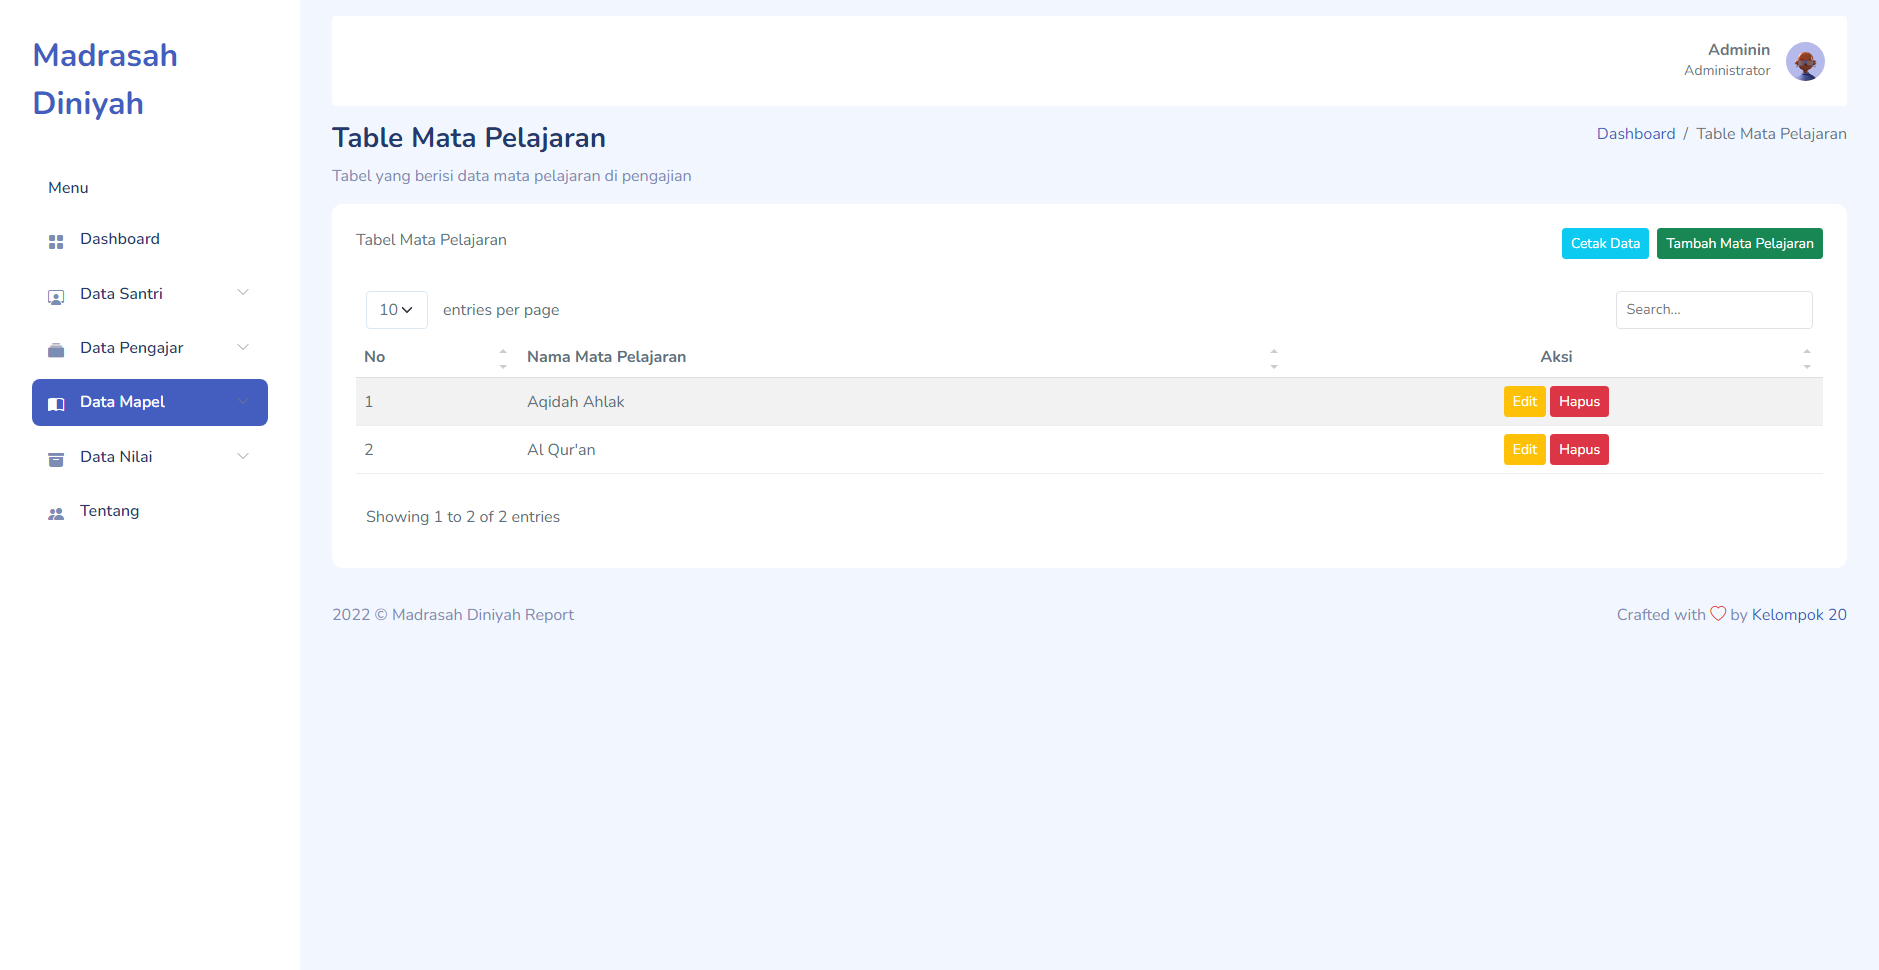 Madrasah
Diniyah
Menu
Dashboard
Data Santri
Data Pengajar
Data Mapel
Data Nilai
Tentang
Adminin
Administrator
Table Mata Pelajaran
Dashboard / Table Mata Pelajaran
Tabel yang berisi data mata pelajaran di pengajian
Tabel Mata Pelajaran
Cetak Data Tambah Mata Pelajaran
10 entries per page
Search...
No Nama Mata Pelajaran Aksi
1 Aqidah Ahlak Edit Hapus
2 Al Qur'an Edit Hapus
Showing 1 to 2 of 2 entries
2022 © Madrasah Diniyah Report
Crafted with ♡ by Kelompok 20